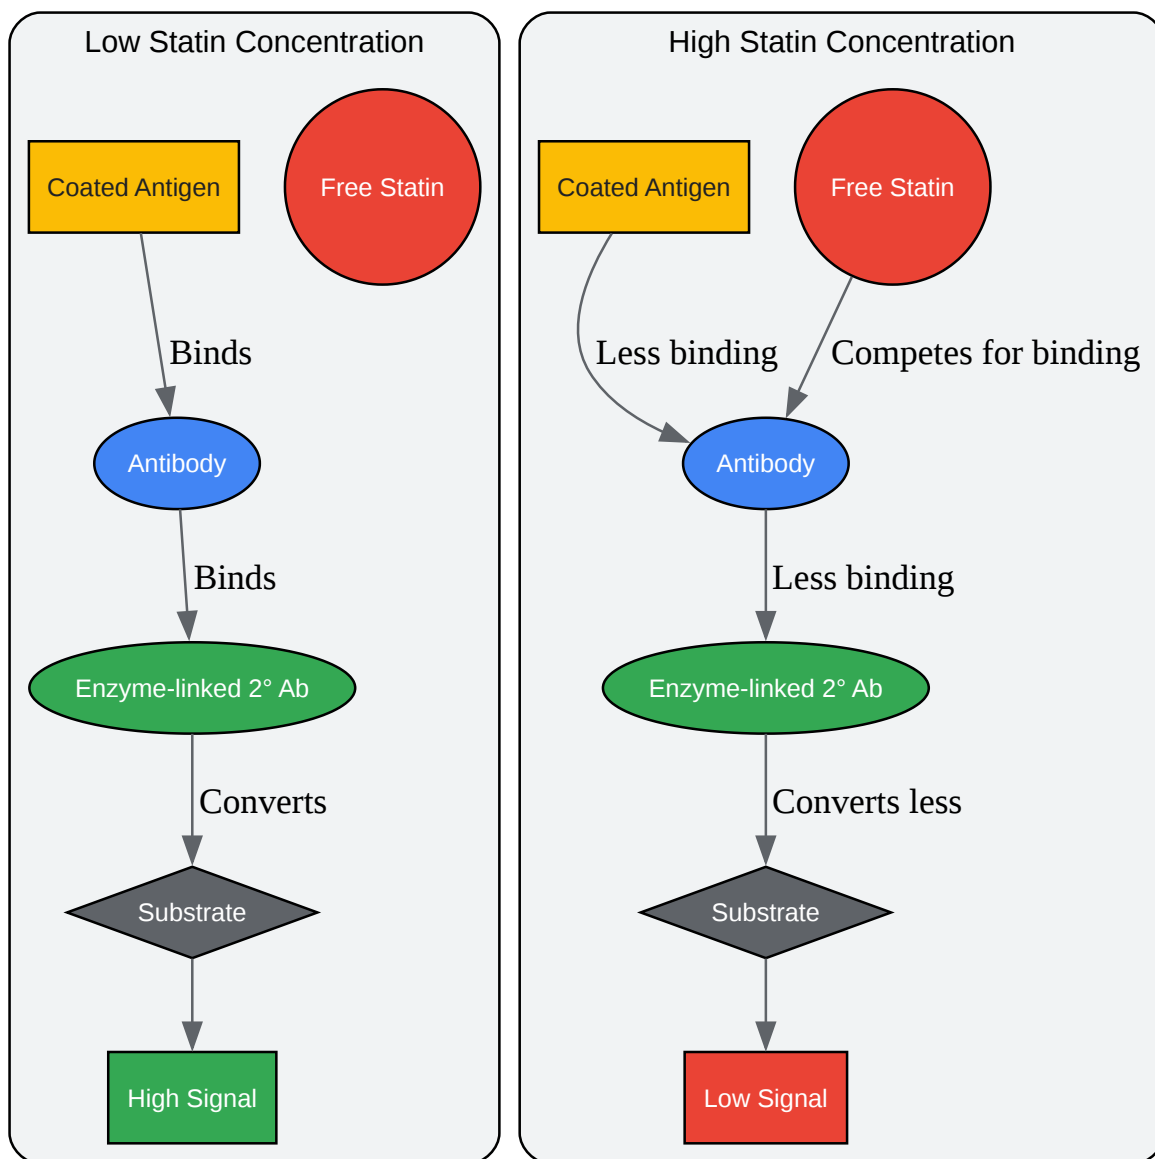 Low Statin Concentration
Coated Antigen
Free Statin
Binds
Antibody
Binds
Enzyme-linked 2° Ab
Converts
Substrate
High Signal
High Statin Concentration
Coated Antigen
Free Statin
Less binding
Competes for binding
Antibody
Less binding
Enzyme-linked 2° Ab
Converts less
Substrate
Low Signal